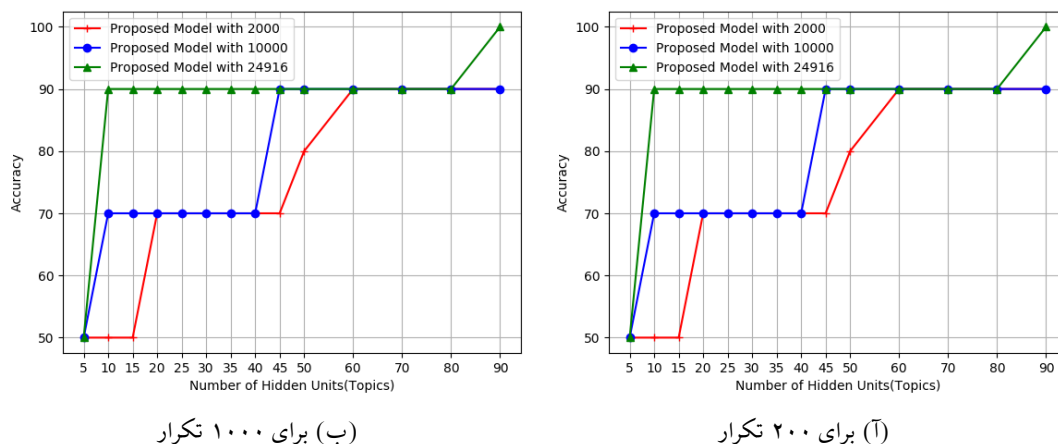 Proposed Model with 2000
Proposed Model with 10000
Proposed Model with 24916
Accuracy
100
90
80
70
60
50
5 10 15 20 25 30 35 40 45 50 60 70 80 90
Number of Hidden Units(Topics)
(ب) برای ۱۰۰۰ تکرار
Proposed Model with 2000
Proposed Model with 10000
Proposed Model with 24916
Accuracy
100
90
80
70
60
50
5 10 15 20 25 30 35 40 45 50 60 70 80 90
Number of Hidden Units(Topics)
(آ) برای ۲۰۰ تکرار